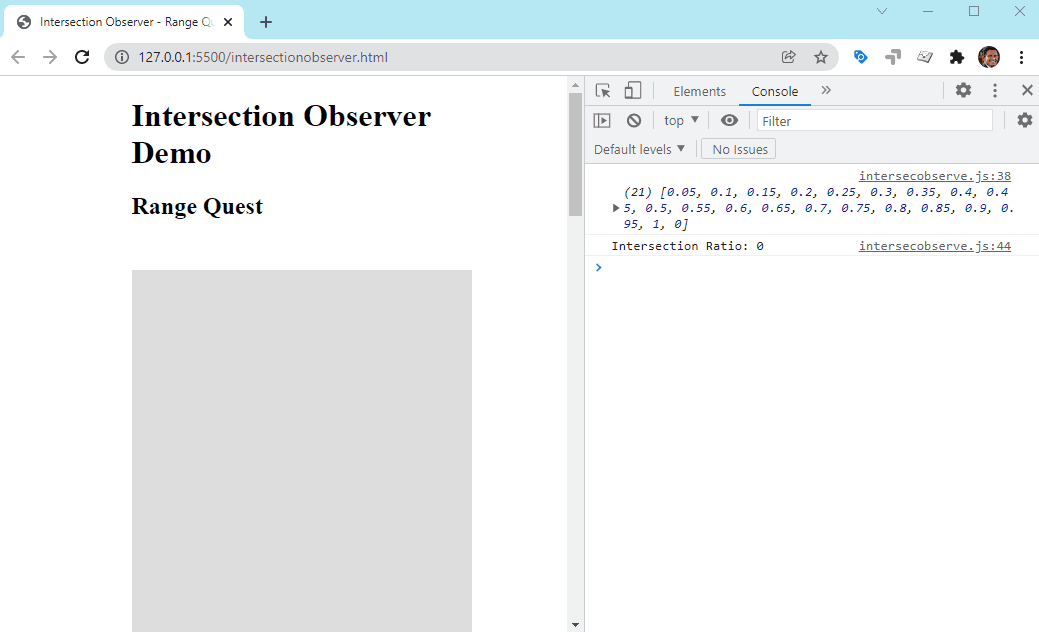 Intersection Observer - Range Qu
127.0.0.1:5500/intersectionobserver.html
Intersection Observer
Demo
Range Quest
Elements
Console
top
Filter
Default levels
No Issues
intersecobserve.js:38
(21) [0.05, 0.1, 0.15, 0.2, 0.25, 0.3, 0.35, 0.4, 0.4
5, 0.5, 0.55, 0.6, 0.65, 0.7, 0.75, 0.8, 0.85, 0.9, 0.
95, 1, 0]
Intersection Ratio: 0
intersecobserve.js:44